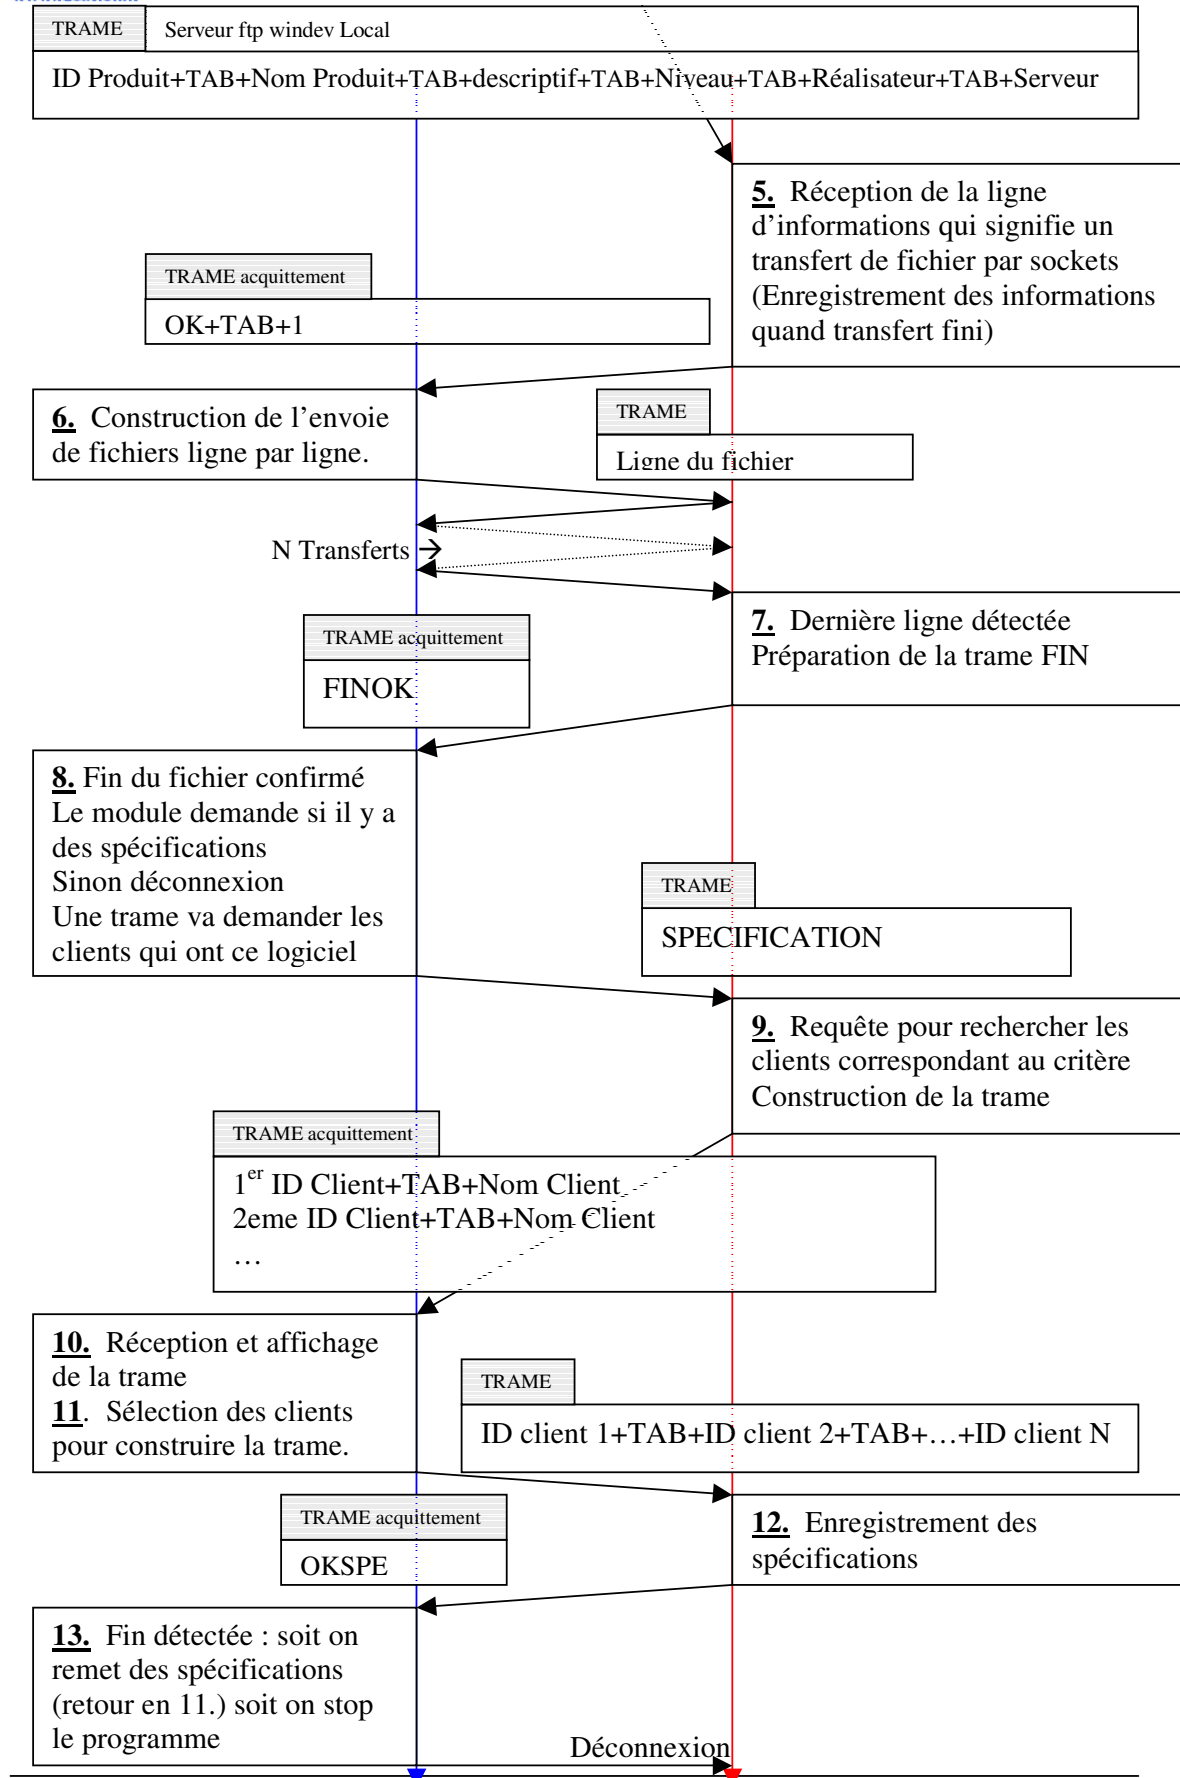 TRAME
Serveur ftp windev Local
ID Produit+TAB+Nom Produit+TAB+descriptif+TAB+Niveau+TAB+Réalisateur+TAB+Serveur
5. Réception de la ligne
d’informations qui signifie un
transfert de fichier par sockets
(Enregistrement des informations
quand transfert fini)
TRAME acquittement
OK+TAB+1
6. Construction de l’envoie
de fichiers ligne par ligne.
TRAME
Ligne du fichier
N Transferts →
7. Dernière ligne détectée
Préparation de la trame FIN
TRAME acquittement
FINOK
8. Fin du fichier confirmé
Le module demande si il y a
des spécifications
Sinon déconnexion
Une trame va demander les
clients qui ont ce logiciel
TRAME
SPECIFICATION
9. Requête pour rechercher les
clients correspondant au critère
Construction de la trame
TRAME acquittement
1er ID Client+TAB+Nom Client
2eme ID Client+TAB+Nom Client
…
10. Réception et affichage
de la trame
11. Sélection des clients
pour construire la trame.
TRAME
ID client 1+TAB+ID client 2+TAB+…+ID client N
TRAME acquittement
OKSPE
12. Enregistrement des
spécifications
13. Fin détectée : soit on
remet des spécifications
(retour en 11.) soit on stop
le programme
Déconnexion